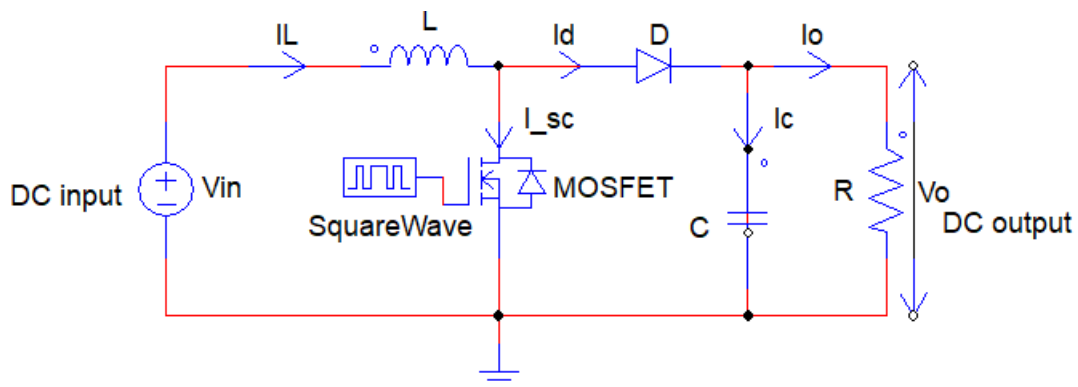 IL
L
Id
D
Io
I_sc
Ic
DC input
Vin
MOSFET
SquareWave
C
R
Vo
DC output